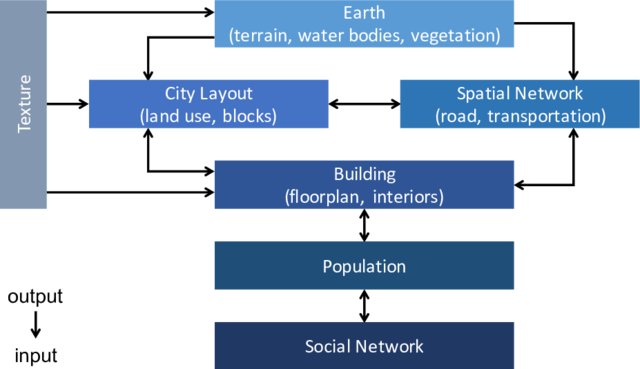 Texture
Earth
(terrain, water bodies, vegetation)
City Layout
(land use, blocks)
Spatial Network
(road, transportation)
Building
(floorplan, interiors)
Population
Social Network
output
input